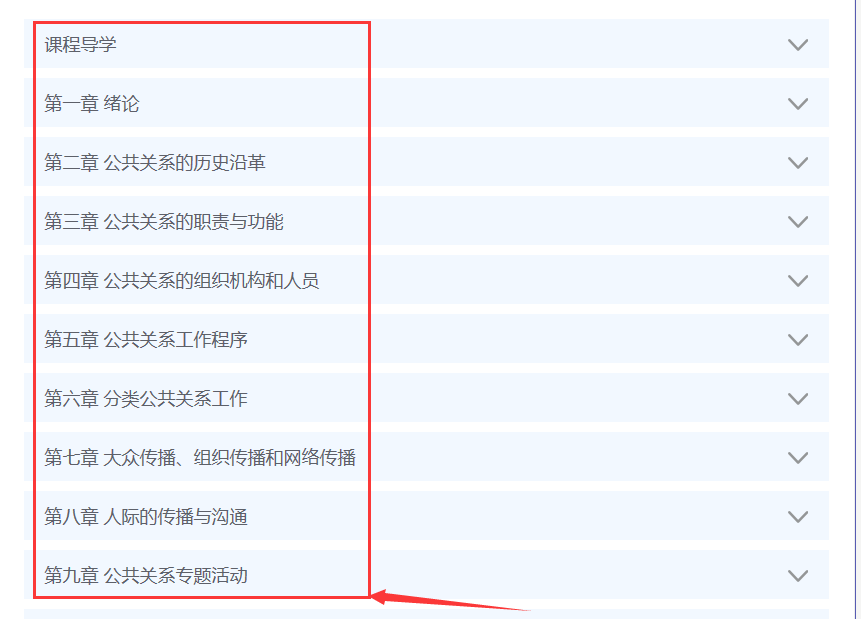 课程导学
第一章 绪论
第二章 公共关系的历史沿革
第三章 公共关系的职责与功能
第四章 公共关系的组织机构和人员
第五章 公共关系工作程序
第六章 分类公共关系工作
第七章 大众传播、组织传播和网络传播
第八章 人际的传播与沟通
第九章 公共关系专题活动